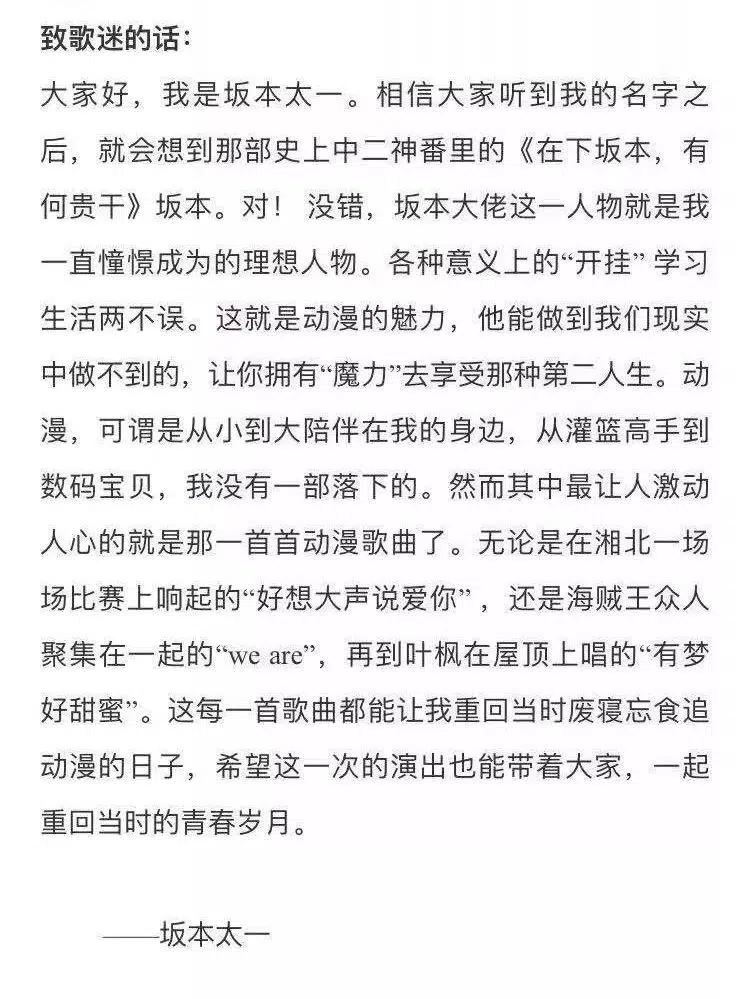 致歌迷的话：
大家好，我是坂本太一。相信大家听到我的名字之
后，就会想到那部史上中二神番里的《在下坂本，有
何贵干》坂本。对！ 没错，坂本大佬这一人物就是我
一直憧憬成为的理想人物。各种意义上的“开挂” 学习
生活两不误。这就是动漫的魅力，他能做到我们现实
中做不到的，让你拥有“魔力”去享受那种第二人生。动
漫，可谓是从小到大陪伴在我的身边，从灌篮高手到
数码宝贝，我没有一部落下的。然而其中最让人激动
人心的就是那一首首动漫歌曲了。无论是在湘北一场
场比赛上响起的“好想大声说爱你” ，还是海贼王众人
聚集在一起的“we are”，再到叶枫在屋顶上唱的“有梦
好甜蜜”。这每一首歌曲都能让我重回当时废寝忘食追
动漫的日子，希望这一次的演出也能带着大家，一起
重回当时的青春岁月。
——坂本太一